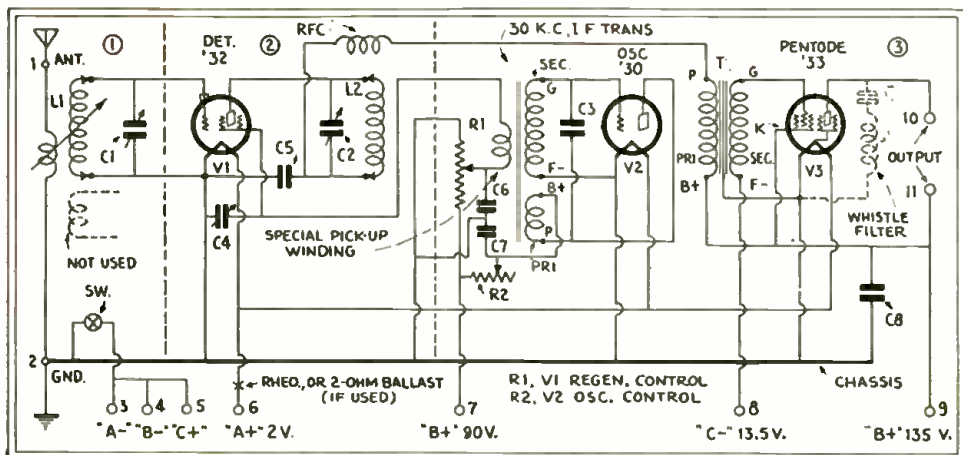 ① DET. ② RFC 30 K.C. I F TRANS PENTODE ③
'32 OSC '33
1 ANT. SEC. '30 P T. G
L1 L2 G K
C1 C5 C2 R1 C3
V1 F- V2 PRI SEC. V3 10
C6 B+ B+ F- OUTPUT
C4 SPECIAL PICK-UP C7 P 11
NOT USED WINDING PRI WHISTLE
SW. R2 FILTER
C8
2
GND. RHEO., OR 2-OHM BALLAST R1, V1 REGEN. CONTROL CHASSIS
(IF USED) R2, V2 OSC. CONTROL
3 4 5 6 7 8 9
"A-" "B-" "C+" "A+" 2V. "B+" 90V. "C-" 13.5V. "B+" 135 V.